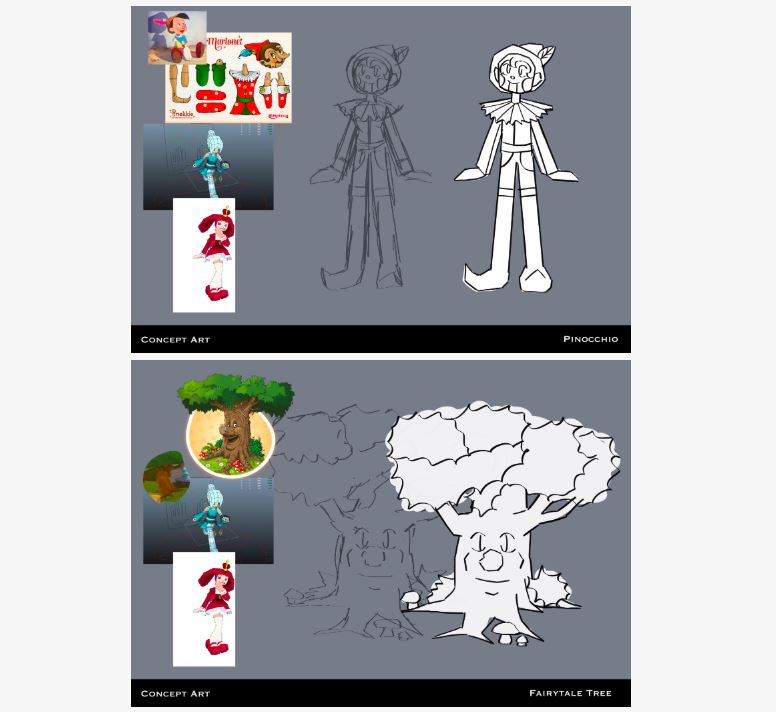 Marionet
Pinokkio
Concept Art
Pinocchio
Concept Art
Fairytale Tree